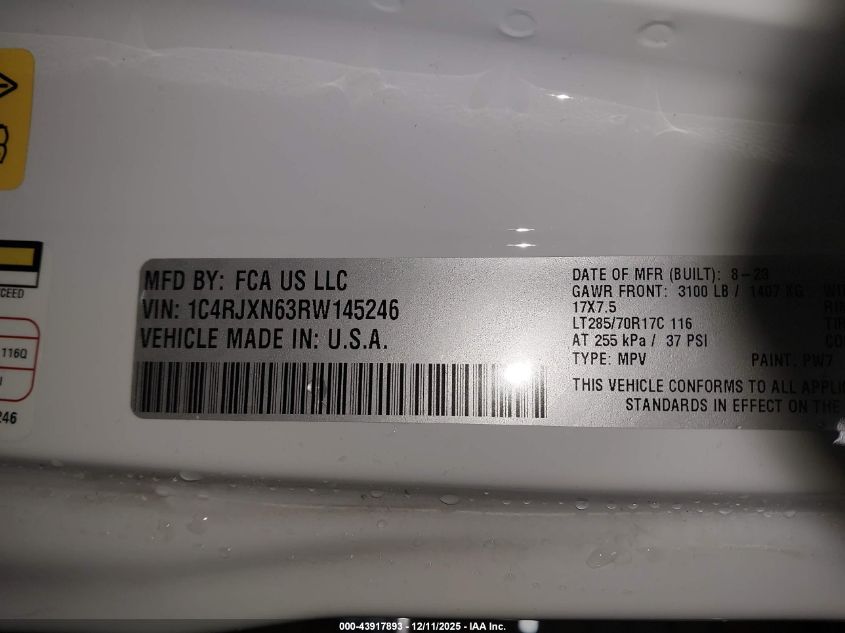 MFD BY: FCA US LLC
VIN: 1C4RJXN63RW145246
VEHICLE MADE IN: U.S.A.
DATE OF MFR (BUILT): 8-23
GAWR FRONT: 3100 LB / 1407 KG
17X7.5
LT285/70R17C 116
AT 255 kPa / 37 PSI
TYPE: MPV PAINT: PW7
THIS VEHICLE CONFORMS TO ALL
STANDARDS IN EFFECT ON THE
116Q
246
000-43917893 - 12/11/2025 - IAA Inc.